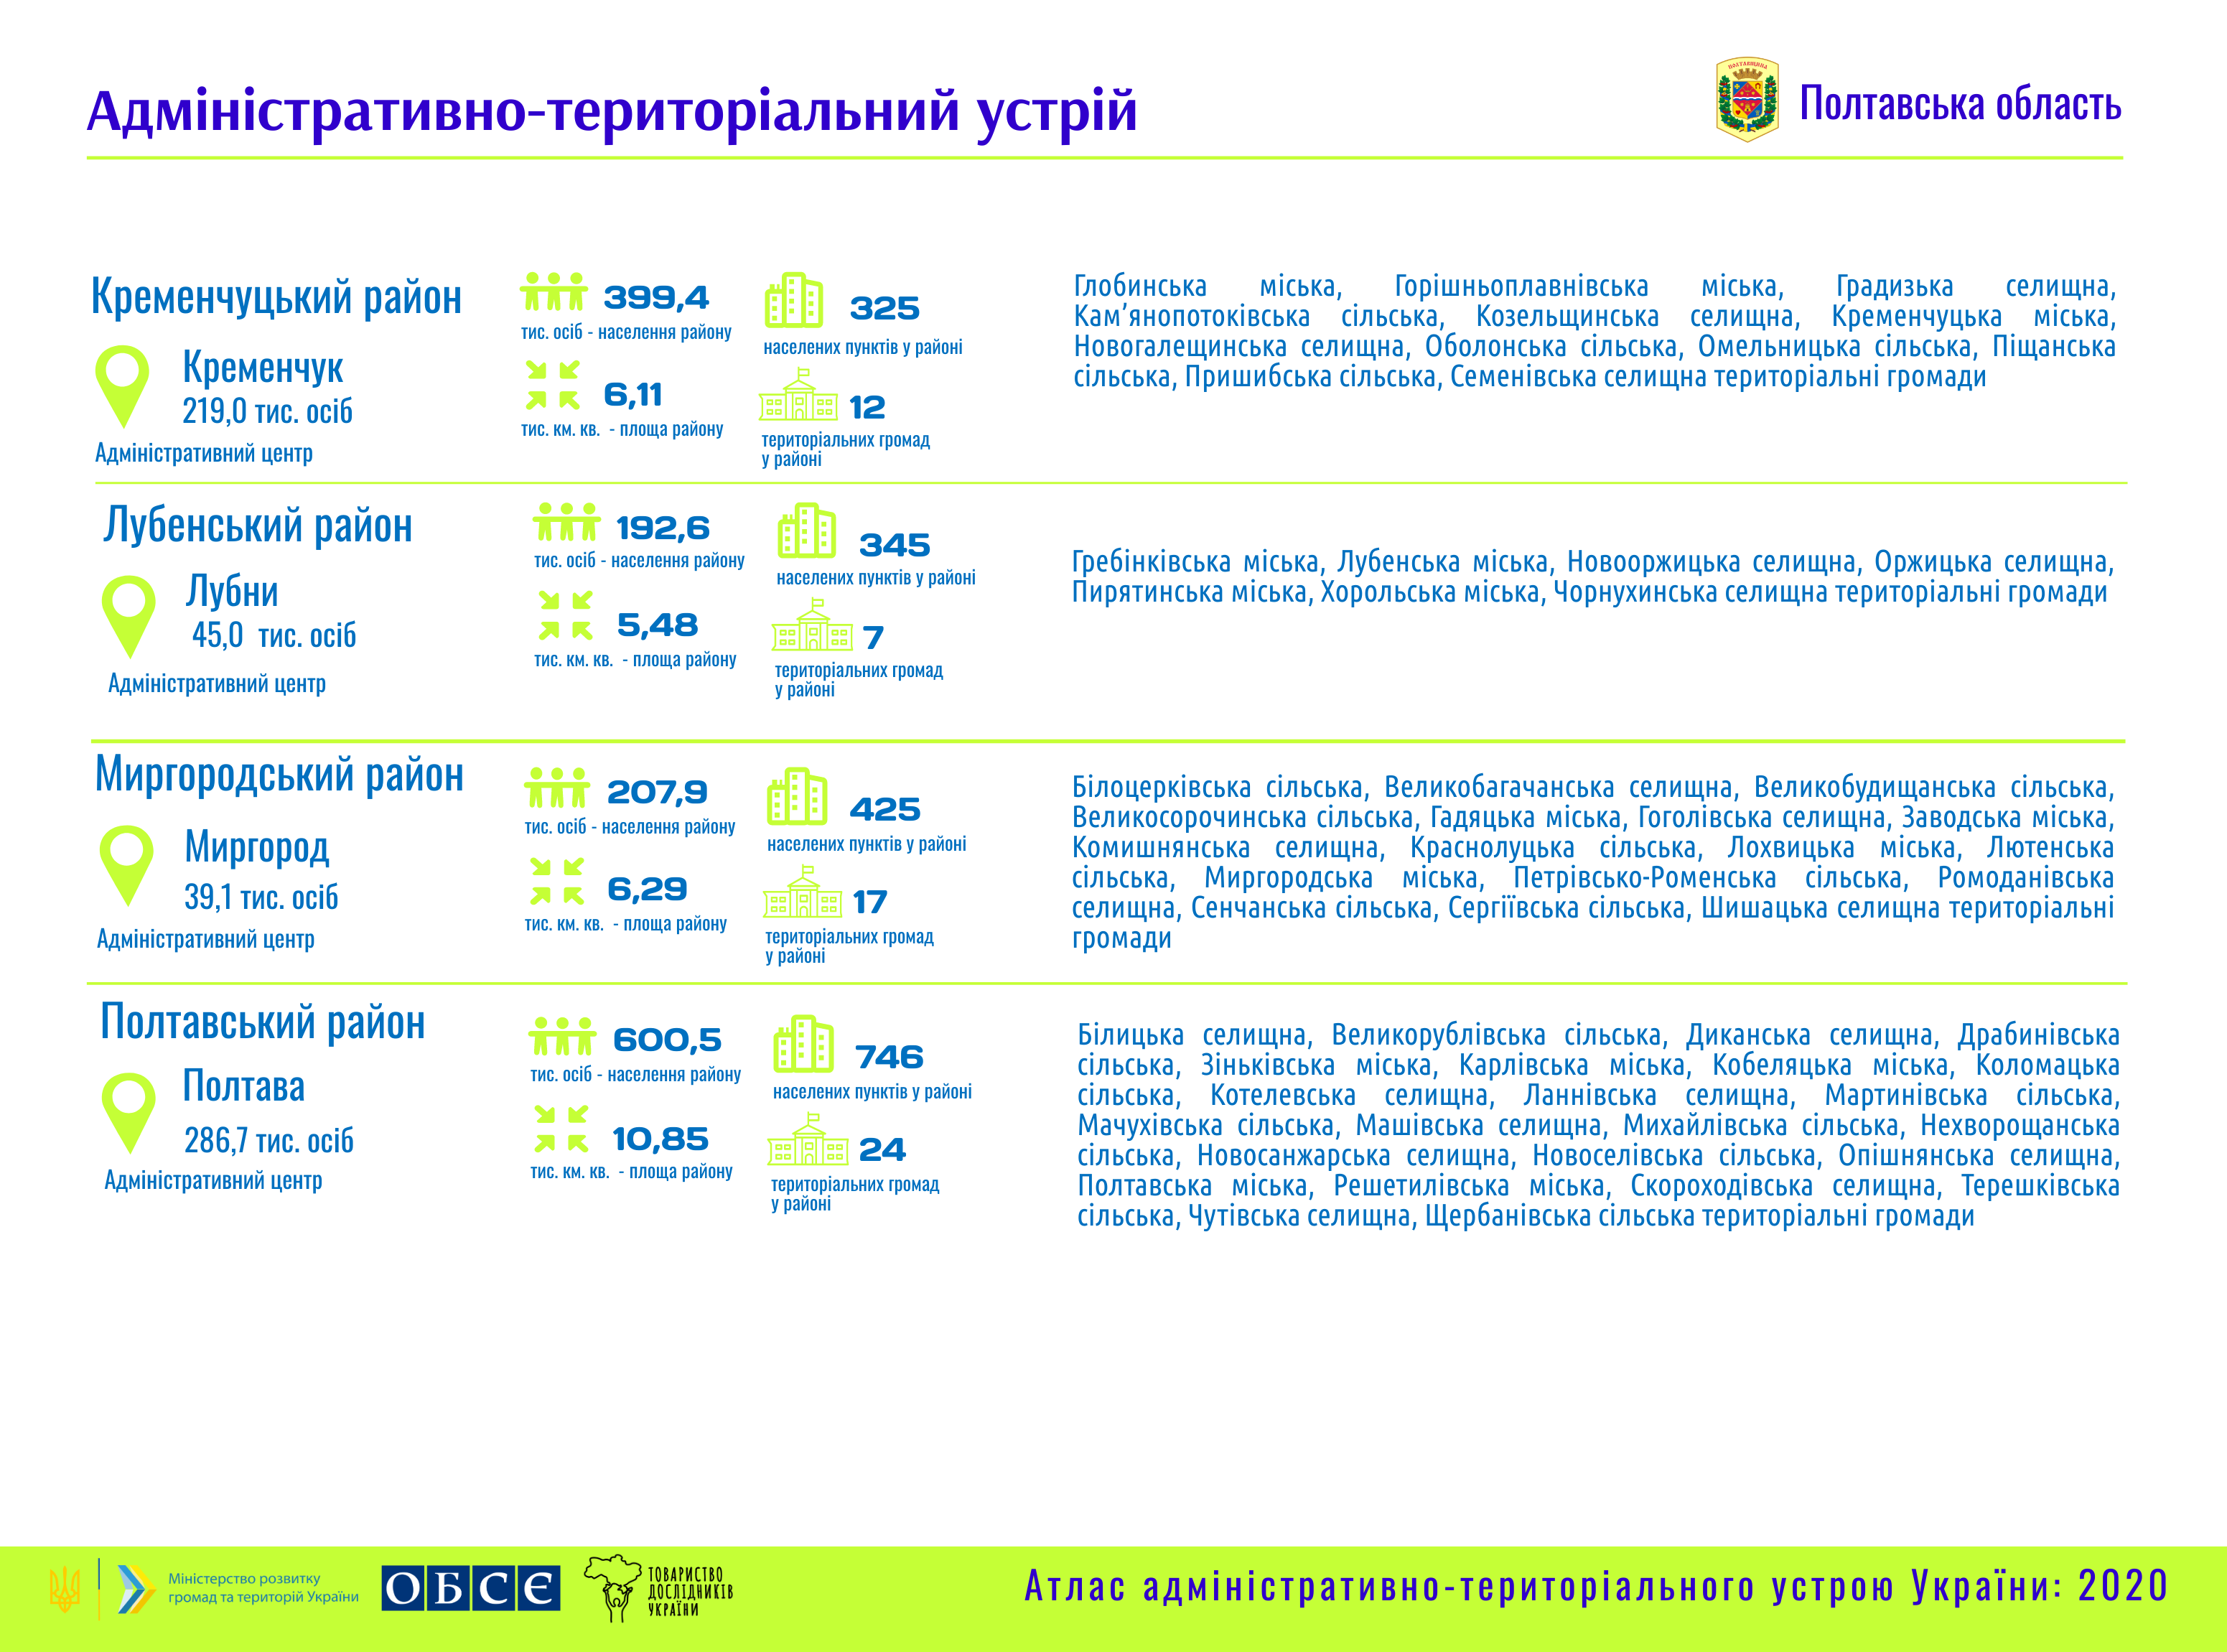 Адміністративно-територіальний устрій
ПОЛТАВЩИНА
Полтавська область
Кременчуцький район
Кременчук
219,0 тис. осіб
Адміністративний центр
399,4
тис. осіб - населення району
6,11
тис. км. кв. - площа району
325
населених пунктів у районі
12
територіальних громад
у районі
Глобинська міська, Горішньоплавнівська міська, Градизька селищна,
Кам’янопотоківська сільська, Козельщинська селищна, Кременчуцька міська,
Новогалещинська селищна, Оболонська сільська, Омельницька сільська, Піщанська
сільська, Пришибська сільська, Семенівська селищна територіальні громади
Лубенський район
Лубни
45,0 тис. осіб
Адміністративний центр
192,6
тис. осіб - населення району
5,48
тис. км. кв. - площа району
345
населених пунктів у районі
7
територіальних громад
у районі
Гребінківська міська, Лубенська міська, Новооржицька селищна, Оржицька селищна,
Пирятинська міська, Хорольська міська, Чорнухинська селищна територіальні громади
Миргородський район
Миргород
39,1 тис. осіб
Адміністративний центр
207,9
тис. осіб - населення району
6,29
тис. км. кв. - площа району
425
населених пунктів у районі
17
територіальних громад
у районі
Білоцерківська сільська, Великобагачанська селищна, Великобудищанська сільська,
Великосорочинська сільська, Гадяцька міська, Гоголівська селищна, Заводська міська,
Комишнянська селищна, Краснолуцька сільська, Лохвицька міська, Лютенська
сільська, Миргородська міська, Петрівсько-Роменська сільська, Ромоданівська
селищна, Сенчанська сільська, Сергіївська сільська, Шишацька селищна територіальні
громади
Полтавський район
Полтава
286,7 тис. осіб
Адміністративний центр
600,5
тис. осіб - населення району
10,85
тис. км. кв. - площа району
746
населених пунктів у районі
24
територіальних громад
у районі
Білицька селищна, Великорублівська сільська, Диканська селищна, Драбинівська
сільська, Зіньківська міська, Карлівська міська, Кобеляцька міська, Коломацька
сільська, Котелевська селищна, Ланнівська селищна, Мартинівська сільська,
Мачухівська сільська, Машівська селищна, Михайлівська сільська, Нехворощанська
сільська, Новосанжарська селищна, Новоселівська сільська, Опішнянська селищна,
Полтавська міська, Решетилівська міська, Скороходівська селищна, Терешківська
сільська, Чутівська селищна, Щербанівська сільська територіальні громади
Міністерство розвитку
громад та територій України
ОБСЄ
ТОВАРИСТВО
ДОСЛІДНИКІВ
УКРАЇНИ
Атлас адміністративно-територіального устрою України: 2020